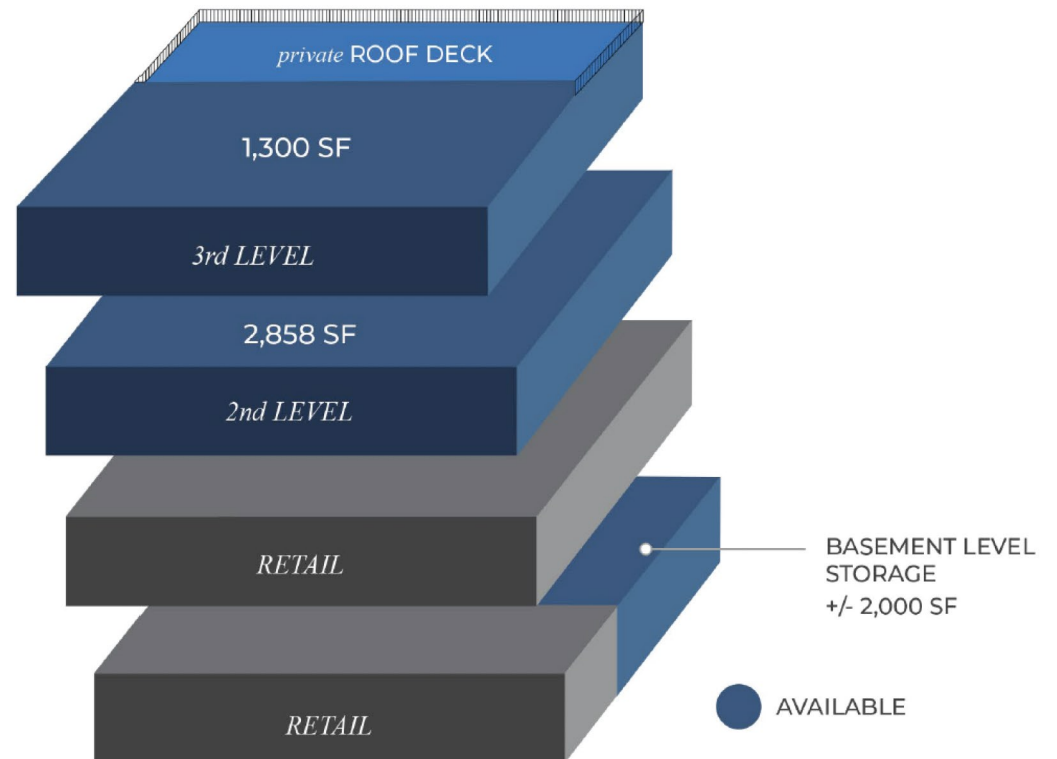 private ROOF DECK
1,300 SF
3rd LEVEL
2,858 SF
2nd LEVEL
RETAIL
BASEMENT LEVEL
STORAGE
+/- 2,000 SF
RETAIL
AVAILABLE